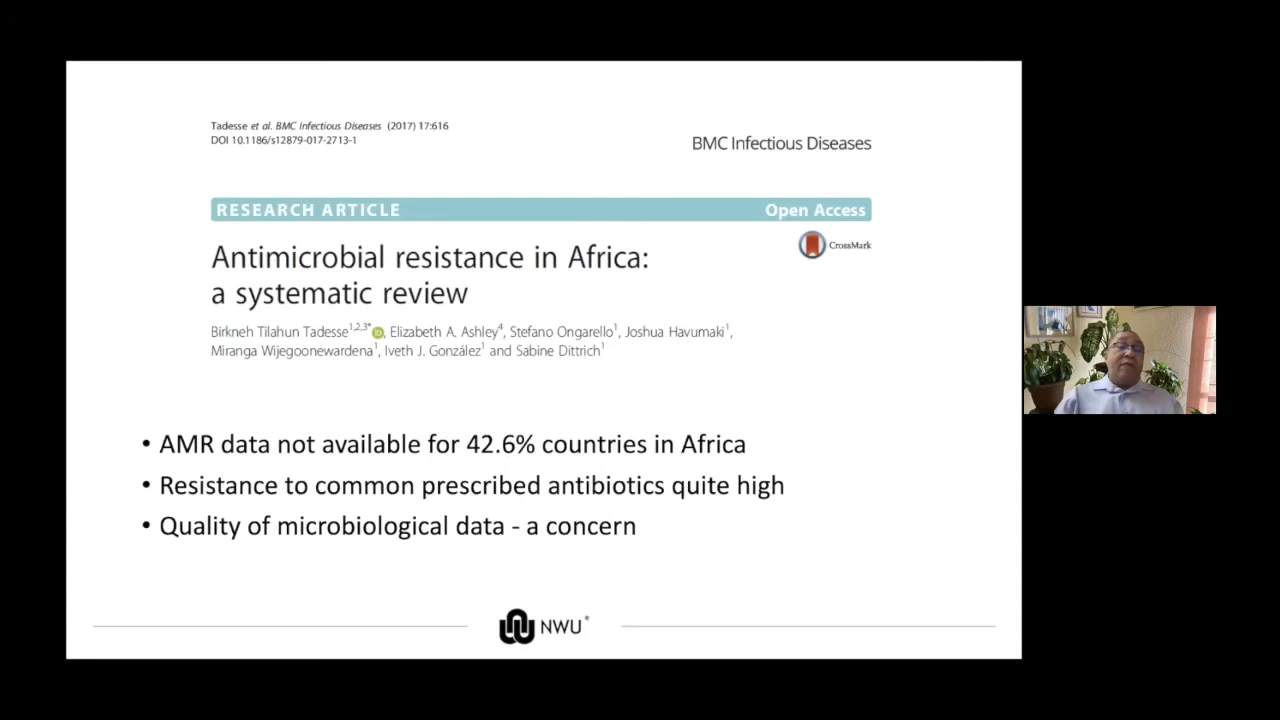 Tadesse et al. BMC Infectious Diseases (2017) 17:616
DOI 10.1186/s12879-017-2713-1
BMC Infectious Diseases
RESEARCH ARTICLE Open Access
CrossMark
Antimicrobial resistance in Africa:
a systematic review
Birkneh Tilahun Tadesse1,2,3* iD, Elizabeth A. Ashley4, Stefano Ongarello1, Joshua Havumaki1,
Miranga Wijegoonewardena1, Iveth J. González1 and Sabine Dittrich1
• AMR data not available for 42.6% countries in Africa
• Resistance to common prescribed antibiotics quite high
• Quality of microbiological data - a concern
NWU®